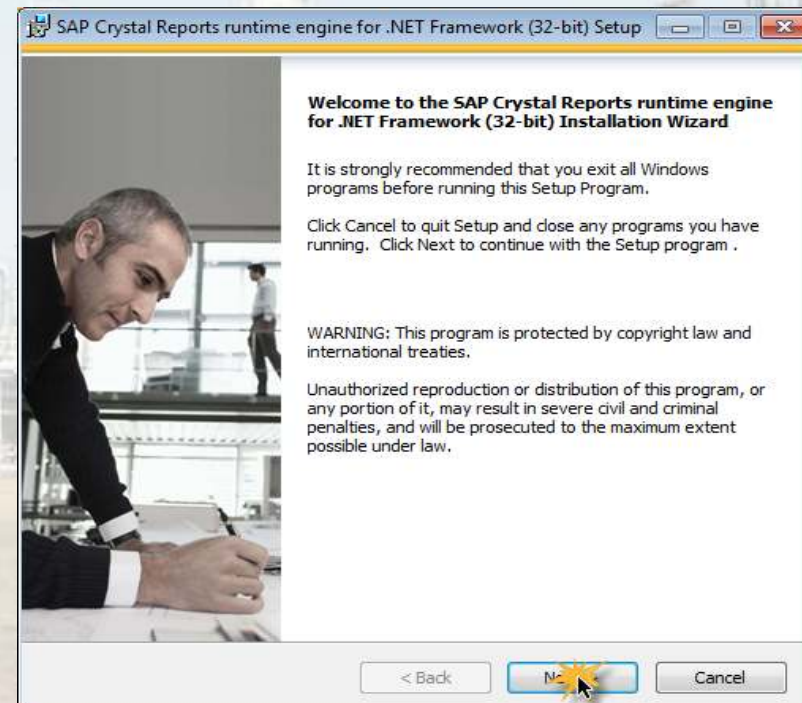 SAP Crystal Reports runtime engine for .NET Framework (32-bit) Setup
Welcome to the SAP Crystal Reports runtime engine
for .NET Framework (32-bit) Installation Wizard
It is strongly recommended that you exit all Windows
programs before running this Setup Program.
Click Cancel to quit Setup and close any programs you have
running. Click Next to continue with the Setup program .
WARNING: This program is protected by copyright law and
international treaties.
Unauthorized reproduction or distribution of this program, or
any portion of it, may result in severe civil and criminal
penalties, and will be prosecuted to the maximum extent
possible under law.
< Back
Cancel